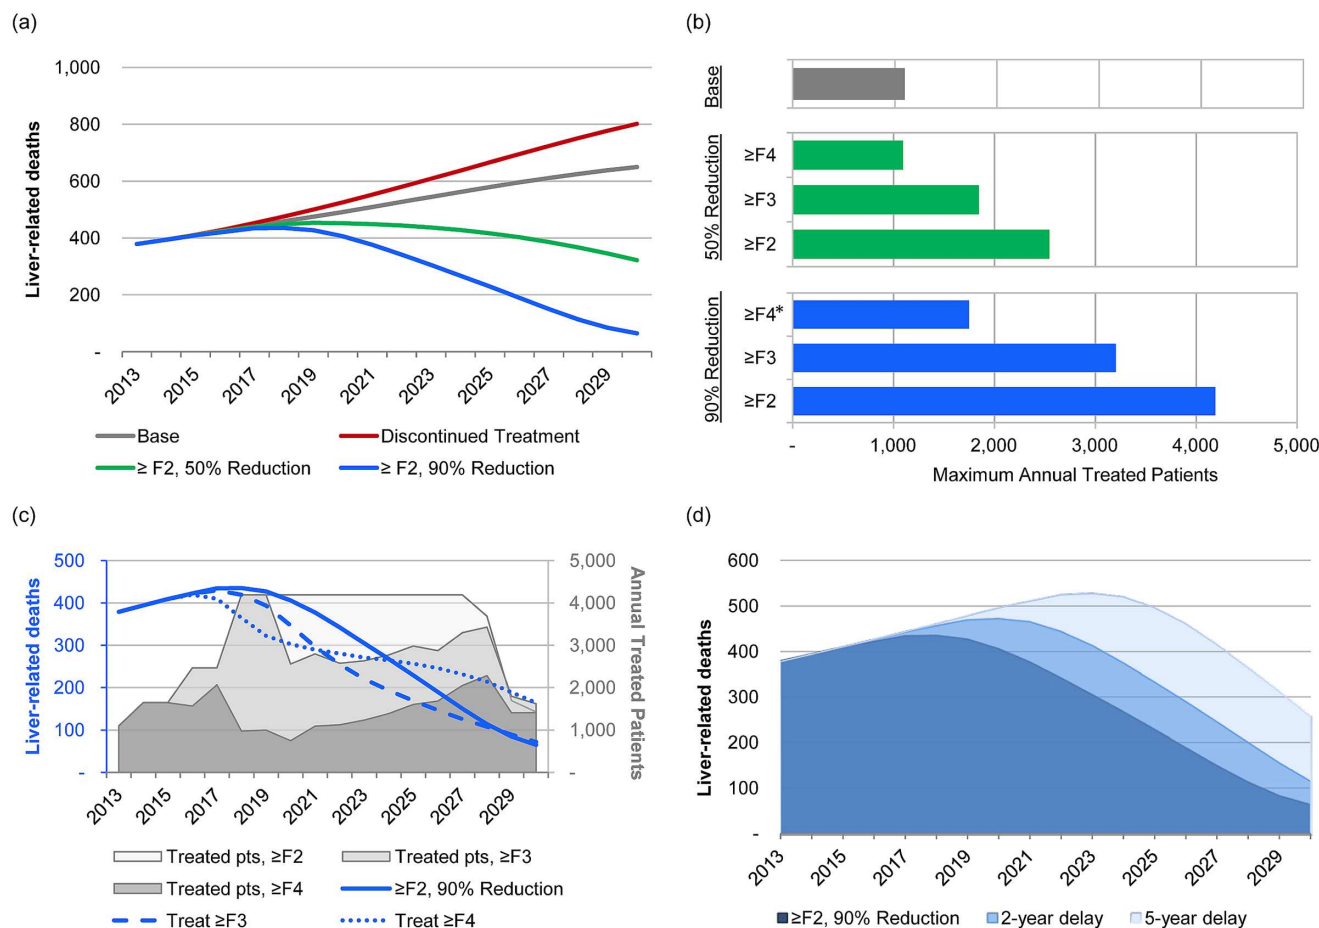 (a)
1,000
800
600
400
200
-
Liver-related deaths
2013
2015
2017
2019
2021
2023
2025
2027
2029
Base
Discontinued Treatment
≥ F2, 50% Reduction
≥ F2, 90% Reduction
(b)
Base
50% Reduction
≥F4
≥F3
≥F2
90% Reduction
≥F4*
≥F3
≥F2
-
1,000
2,000
3,000
4,000
5,000
Maximum Annual Treated Patients
(c)
500
400
300
200
100
-
Liver-related deaths
5,000
4,000
3,000
2,000
1,000
-
Annual Treated
Patients
2013
2015
2017
2019
2021
2023
2025
2027
2029
Treated pts, ≥F2
Treated pts, ≥F3
Treated pts, ≥F4
≥F2, 90% Reduction
Treat ≥F3
Treat ≥F4
(d)
600
500
400
300
200
100
-
Liver-related deaths
2013
2015
2017
2019
2021
2023
2025
2027
2029
≥F2, 90% Reduction
2-year delay
5-year delay